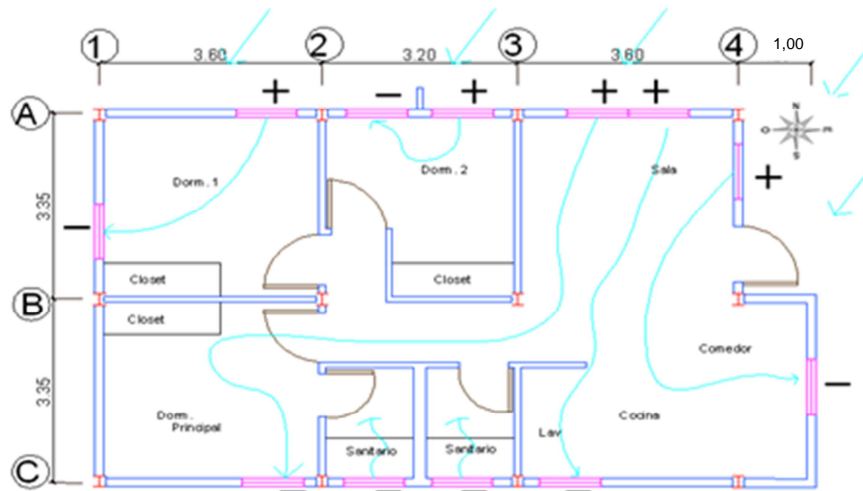 1 2 3 4
3.60 3.20 3.60 1,00
+ - + + +
A
N
O E
S
Dorm. 1
Dorm. 2
Sala
+
3.35
-
Closet
Closet
B
Closet
Comedor
-
3.35
Dorm.
Principal
Cocina
Lav
Sanitario
Sanitario
C